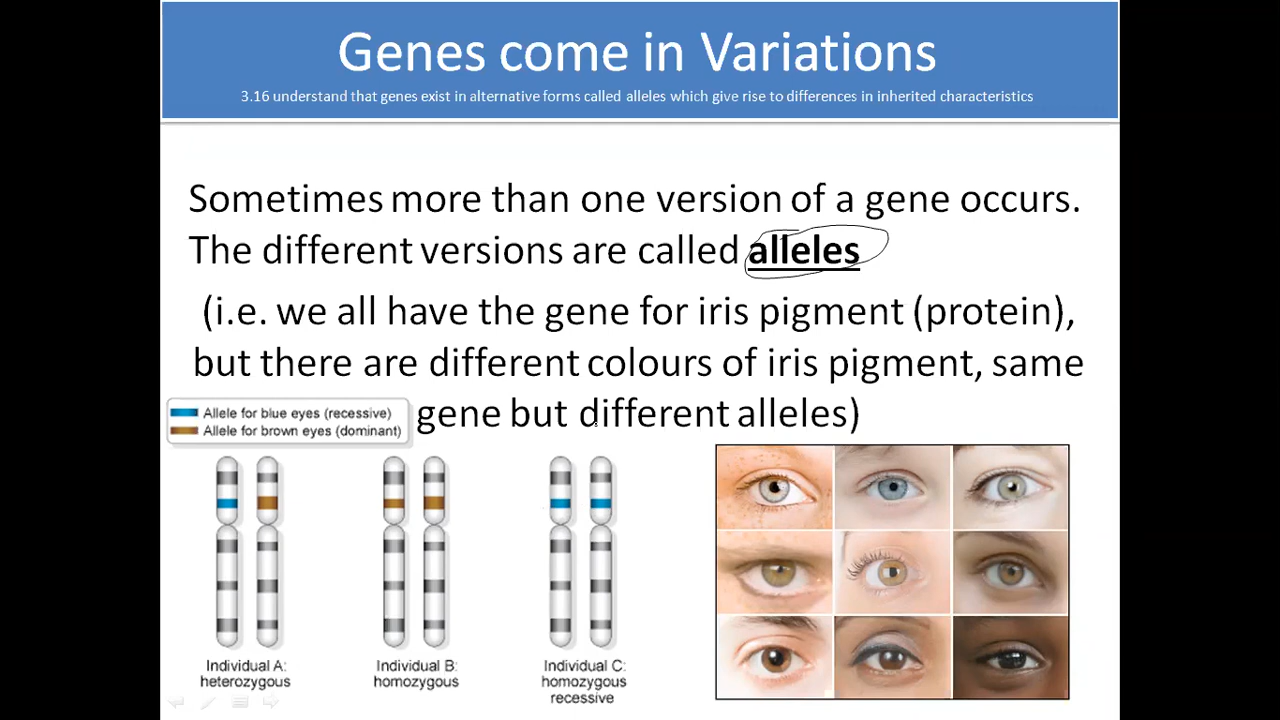 Genes come in Variations
3.16 understand that genes exist in alternative forms called alleles which give rise to differences in inherited characteristics
Sometimes more than one version of a gene occurs.
The different versions are called alleles
(i.e. we all have the gene for iris pigment (protein),
but there are different colours of iris pigment, same
gene but different alleles)
Allele for blue eyes (recessive)
Allele for brown eyes (dominant)
Individual A:
heterozygous
Individual B:
homozygous
Individual C:
homozygous
recessive